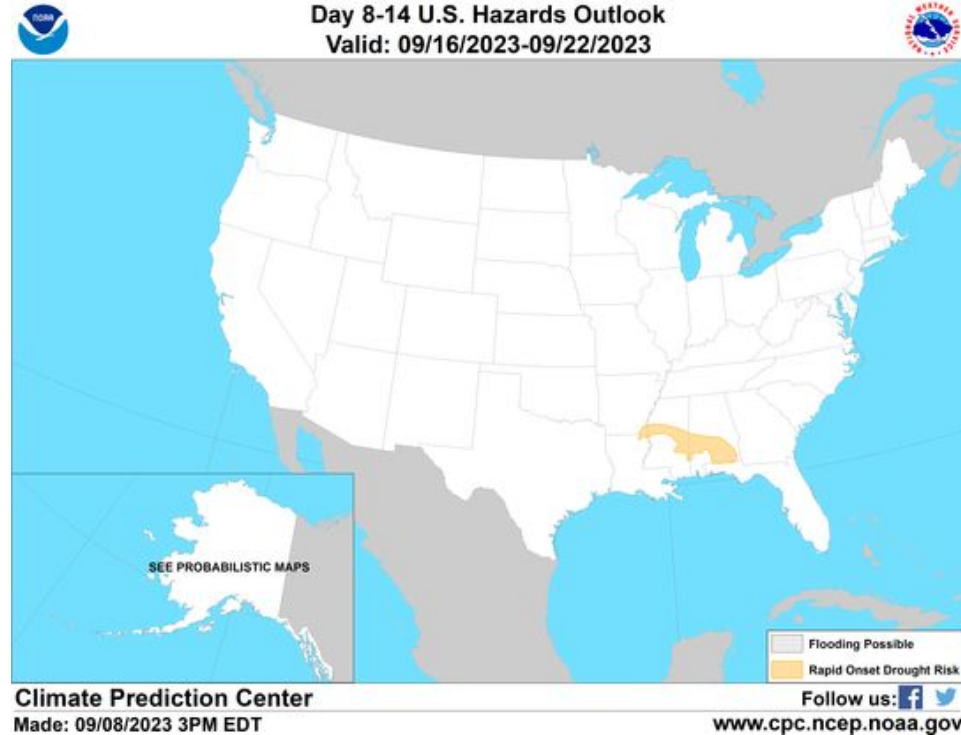 NOAA
Day 8-14 U.S. Hazards Outlook
Valid: 09/16/2023-09/22/2023
SEE PROBABILISTIC MAPS
Flooding Possible
Rapid Onset Drought Risk
Climate Prediction Center
Follow us:
Made: 09/08/2023 3PM EDT
www.cpc.ncep.noaa.gov